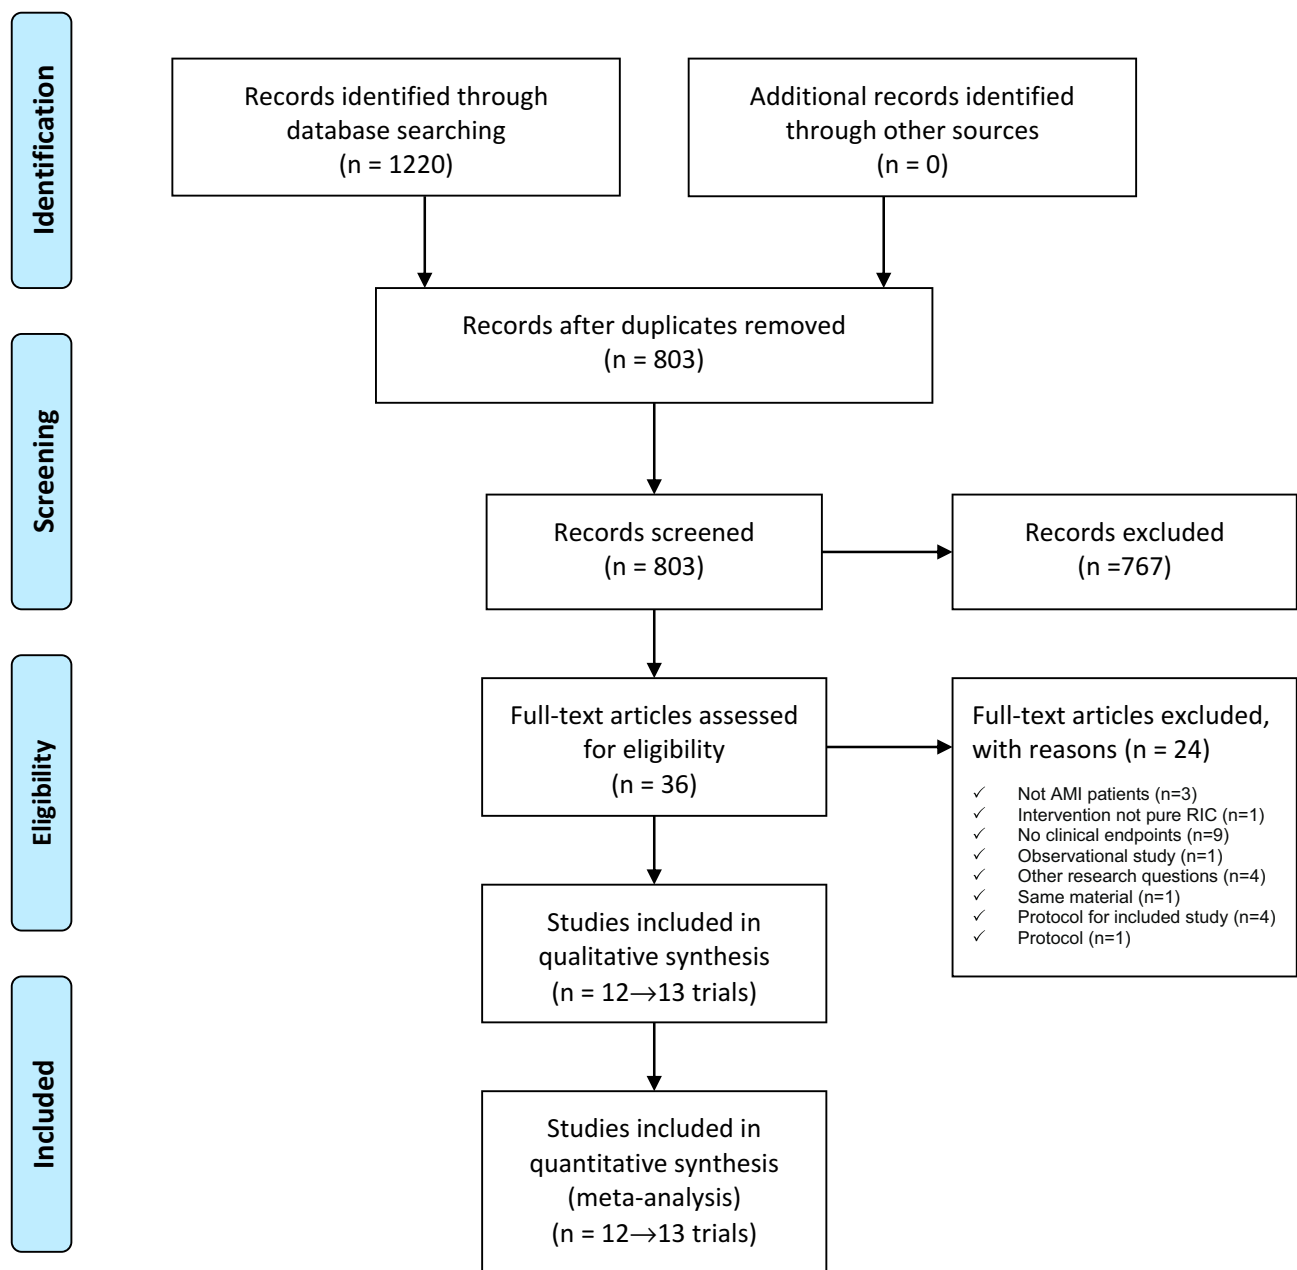 Identification
Records identified through
database searching
(n = 1220)
Additional records identified
through other sources
(n = 0)
Records after duplicates removed
(n = 803)
Screening
Records screened
(n = 803)
Records excluded
(n =767)
Eligibility
Full-text articles assessed
for eligibility
(n = 36)
Full-text articles excluded,
with reasons (n = 24)
✓ Not AMI patients (n=3)
✓ Intervention not pure RIC (n=1)
✓ No clinical endpoints (n=9)
✓ Observational study (n=1)
✓ Other research questions (n=4)
✓ Same material (n=1)
✓ Protocol for included study (n=4)
✓ Protocol (n=1)
Studies included in
qualitative synthesis
(n = 12→13 trials)
Included
Studies included in
quantitative synthesis
(meta-analysis)
(n = 12→13 trials)